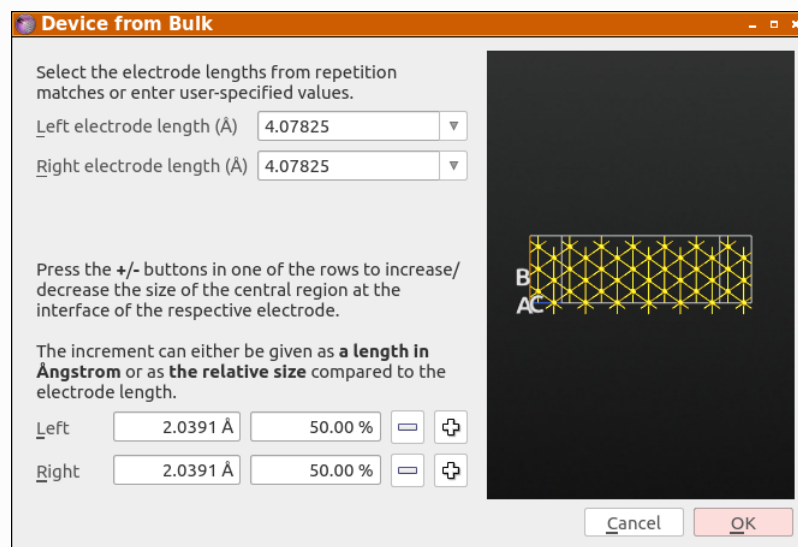 Device from Bulk
Select the electrode lengths from repetition
matches or enter user-specified values.
Left electrode length (Å) 4.07825
Right electrode length (Å) 4.07825
Press the +/- buttons in one of the rows to increase/
decrease the size of the central region at the
interface of the respective electrode.
The increment can either be given as a length in
Ångstrom or as the relative size compared to the
electrode length.
Left 2.0391 Å 50.00 %
Right 2.0391 Å 50.00 %
B
AC
Cancel OK